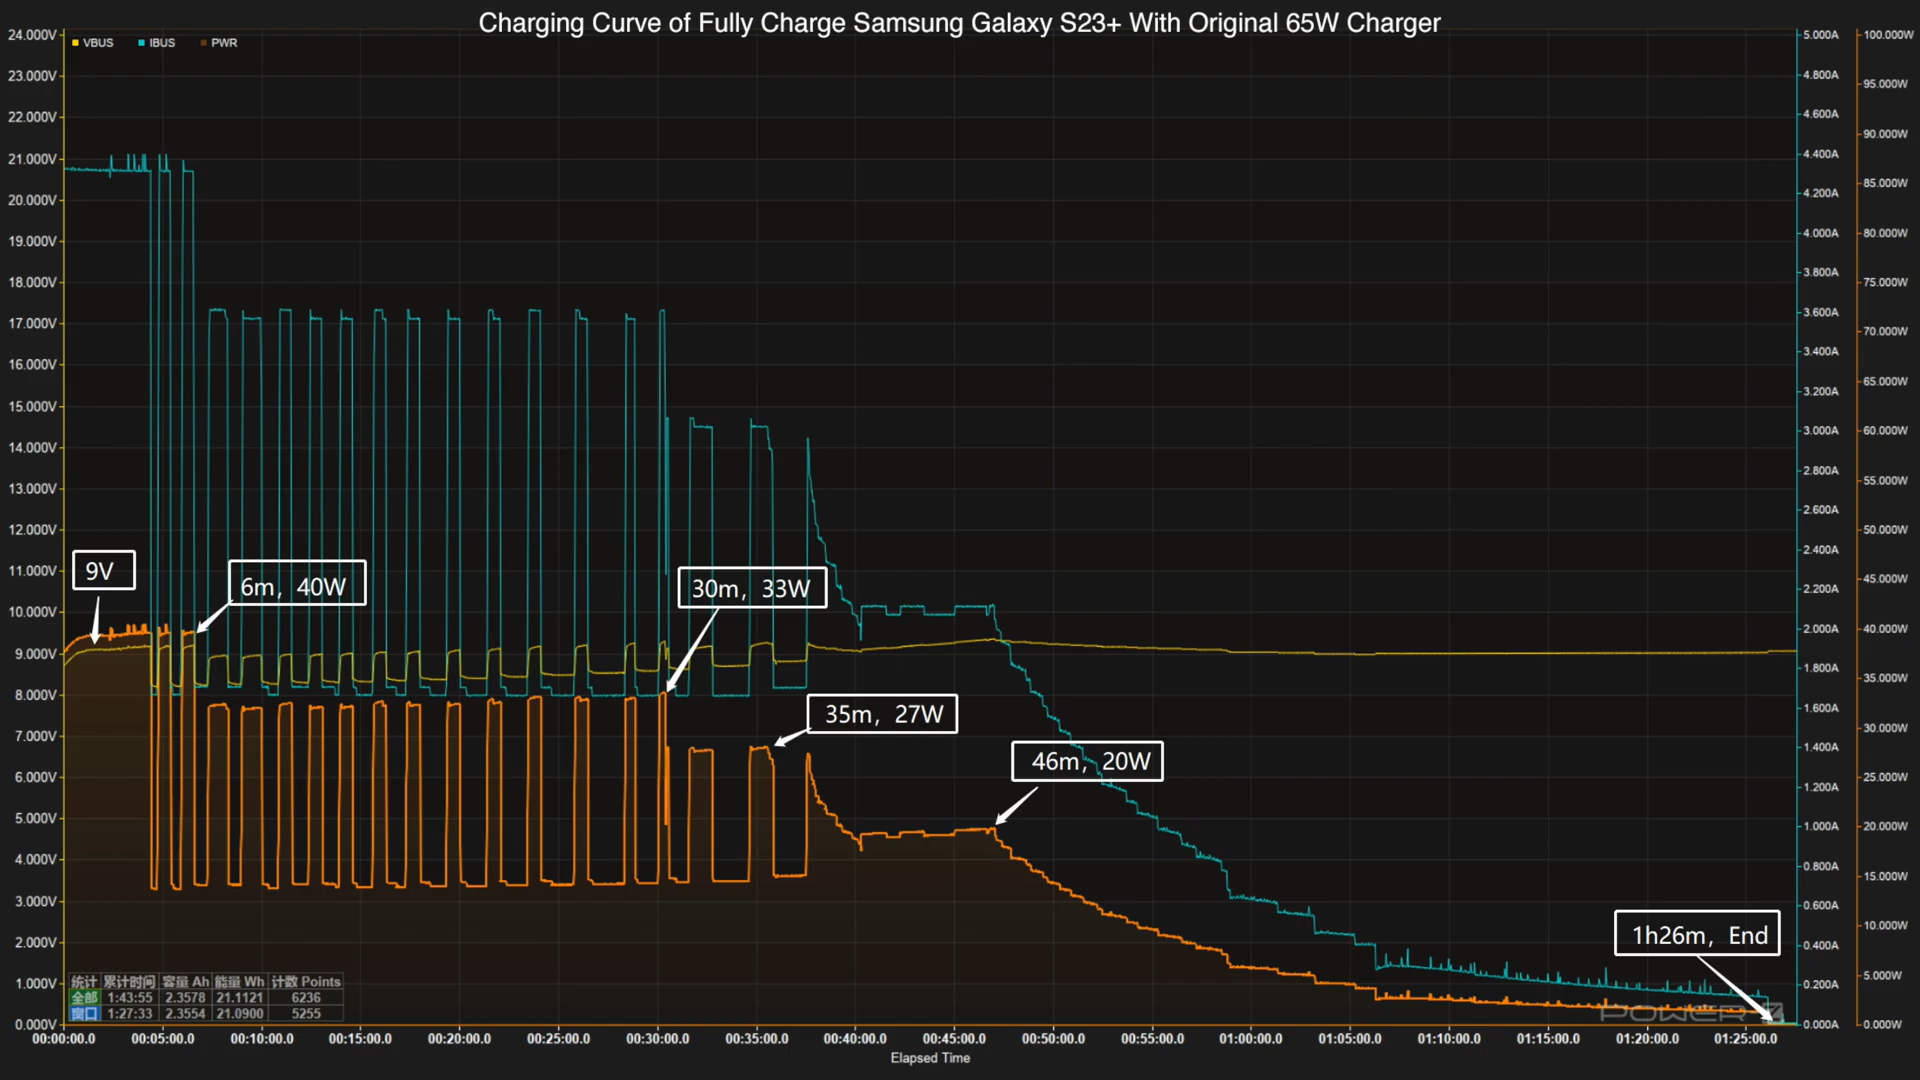 Charging Curve of Fully Charge Samsung Galaxy S23+ With Original 65W Charger
VBUS IBUS PWR
24.000V
23.000V
22.000V
21.000V
20.000V
19.000V
18.000V
17.000V
16.000V
15.000V
14.000V
13.000V
12.000V
11.000V
10.000V
9.000V
8.000V
7.000V
6.000V
5.000V
4.000V
3.000V
2.000V
1.000V
0.000V
5.000A
4.800A
4.600A
4.400A
4.200A
4.000A
3.800A
3.600A
3.400A
3.200A
3.000A
2.800A
2.600A
2.400A
2.200A
2.000A
1.800A
1.600A
1.400A
1.200A
1.000A
0.800A
0.600A
0.400A
0.200A
0.000A
100.000W
95.000W
90.000W
85.000W
80.000W
75.000W
70.000W
65.000W
60.000W
55.000W
50.000W
45.000W
40.000W
35.000W
30.000W
25.000W
20.000W
15.000W
10.000W
5.000W
0.000W
9V
6m，40W
30m，33W
35m，27W
46m，20W
1h26m，End
统计 累计时间 容量 Ah 能量 Wh 计数 Points
全部 1:43:55 2.3578 21.1121 6236
窗口 1:27:33 2.3554 21.0900 5255
POWER Z
00:00:00.0 00:05:00.0 00:10:00.0 00:15:00.0 00:20:00.0 00:25:00.0 00:30:00.0 00:35:00.0 00:40:00.0 00:45:00.0 00:50:00.0 00:55:00.0 01:00:00.0 01:05:00.0 01:10:00.0 01:15:00.0 01:20:00.0 01:25:00.0
Elapsed Time